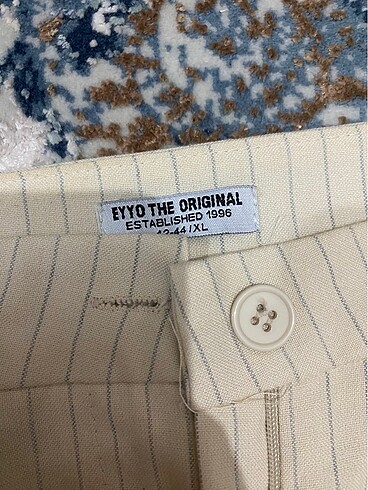 EYYO THE ORIGINAL
ESTABLISHED 1996
42-44/XL